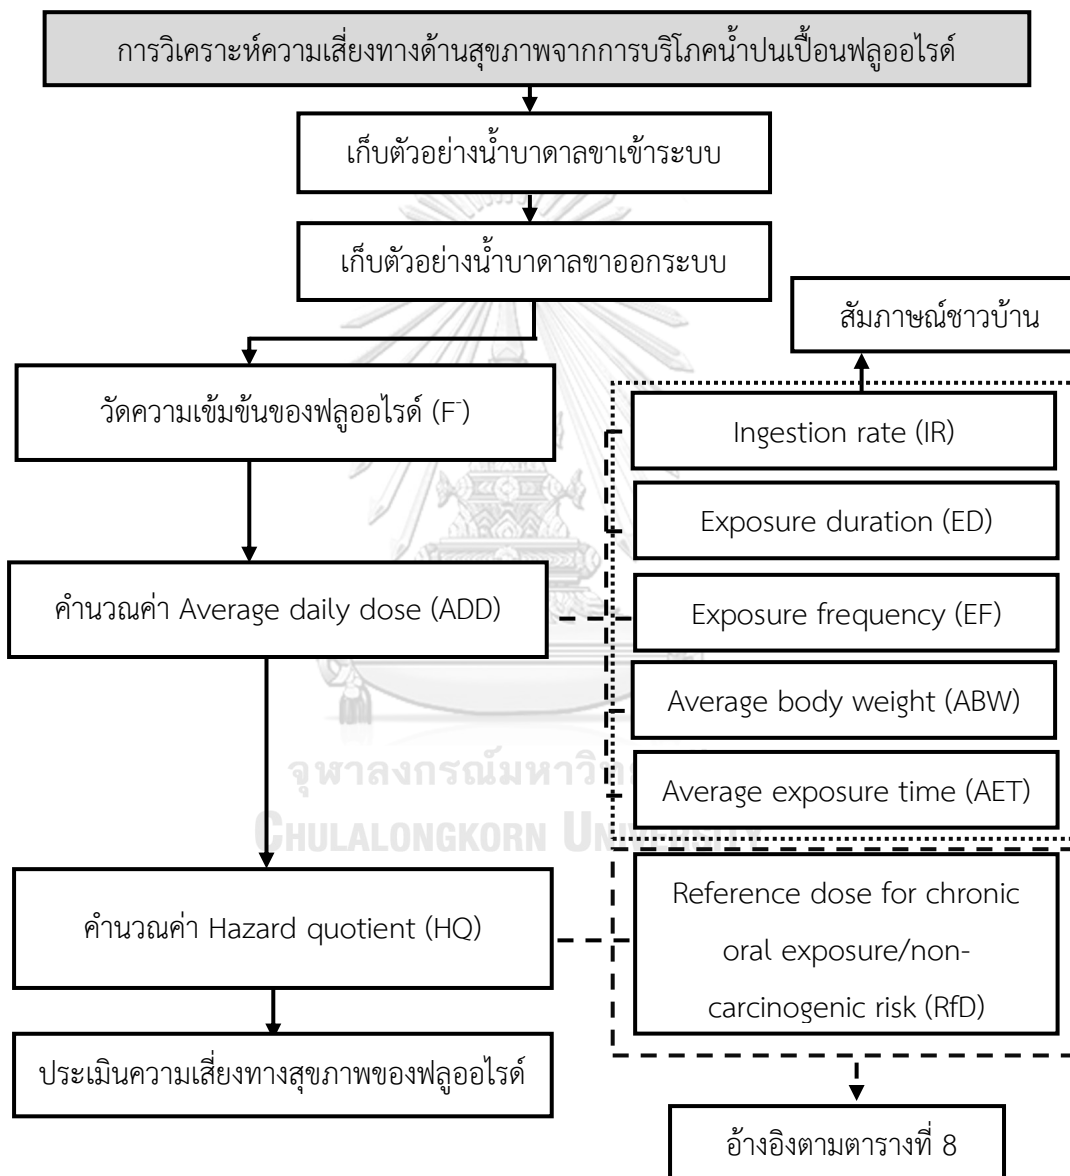 การวิเคราะห์ความเสี่ยงทางด้านสุขภาพจากการบริโภคน้ำปนเปื้อนฟลูออไรด์
เก็บตัวอย่างน้ำบาดาลขาเข้าระบบ
เก็บตัวอย่างน้ำบาดาลขาออกระบบ
สัมภาษณ์ชาวบ้าน
วัดความเข้มข้นของฟลูออไรด์ (F⁻)
Ingestion rate (IR)
Exposure duration (ED)
คำนวณค่า Average daily dose (ADD)
Exposure frequency (EF)
Average body weight (ABW)
Average exposure time (AET)
จุฬาลงกรณ์มหาวิท
CHULALONGKORN UNIVERSITY
คำนวณค่า Hazard quotient (HQ)
Reference dose for chronic
oral exposure/non-
carcinogenic risk (RfD)
ประเมินความเสี่ยงทางสุขภาพของฟลูออไรด์
อ้างอิงตามตารางที่ 8